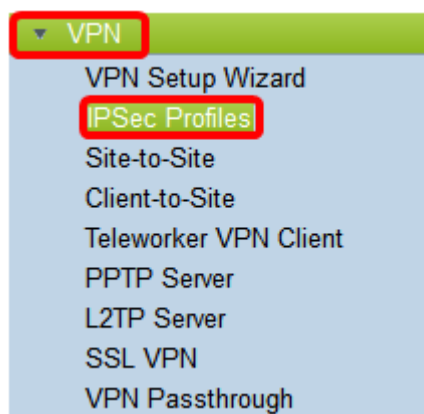 VPN
VPN Setup Wizard
IPSec Profiles
Site-to-Site
Client-to-Site
Teleworker VPN Client
PPTP Server
L2TP Server
SSL VPN
VPN Passthrough